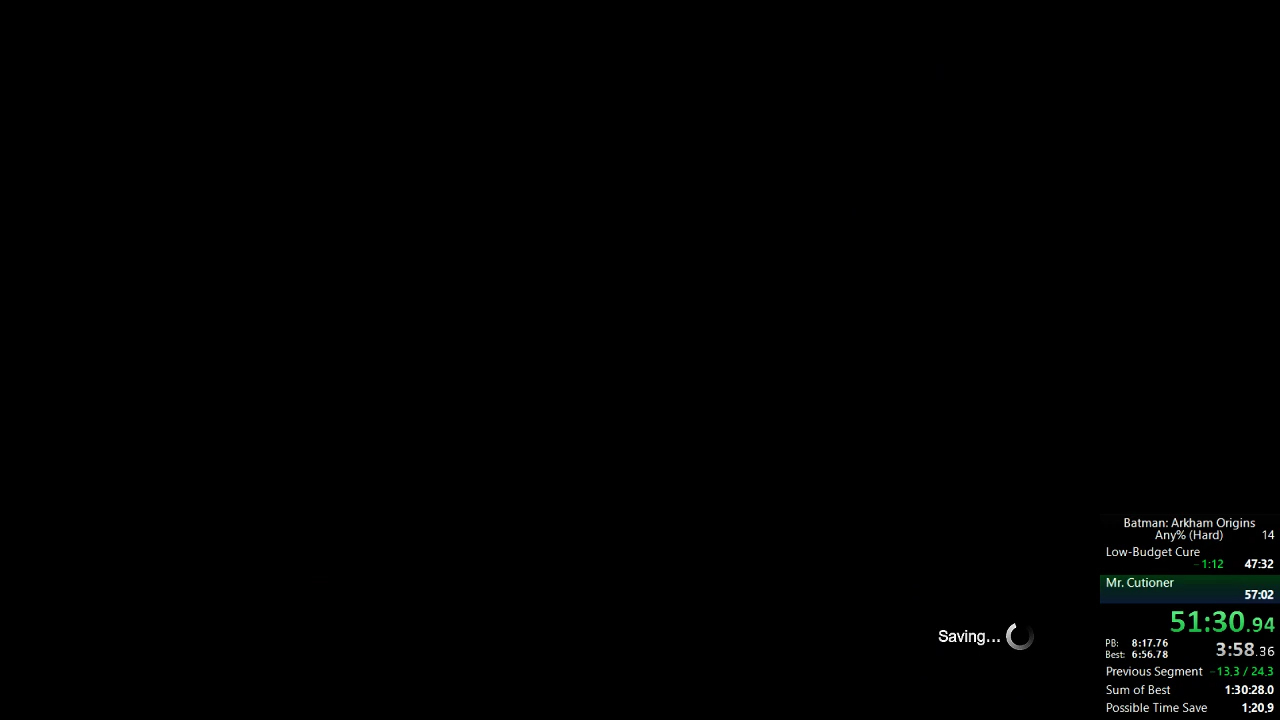 Batman: Arkham Origins
Any% (Hard) 14
Low-Budget Cure
-1:12 47:32
Mr. Cutioner
57:02
51:30.94
PB: 8:17.76
Best: 6:56.78
3:58.36
Saving...
Previous Segment -13.3 / 24.3
Sum of Best 1:30:28.0
Possible Time Save 1:20.9